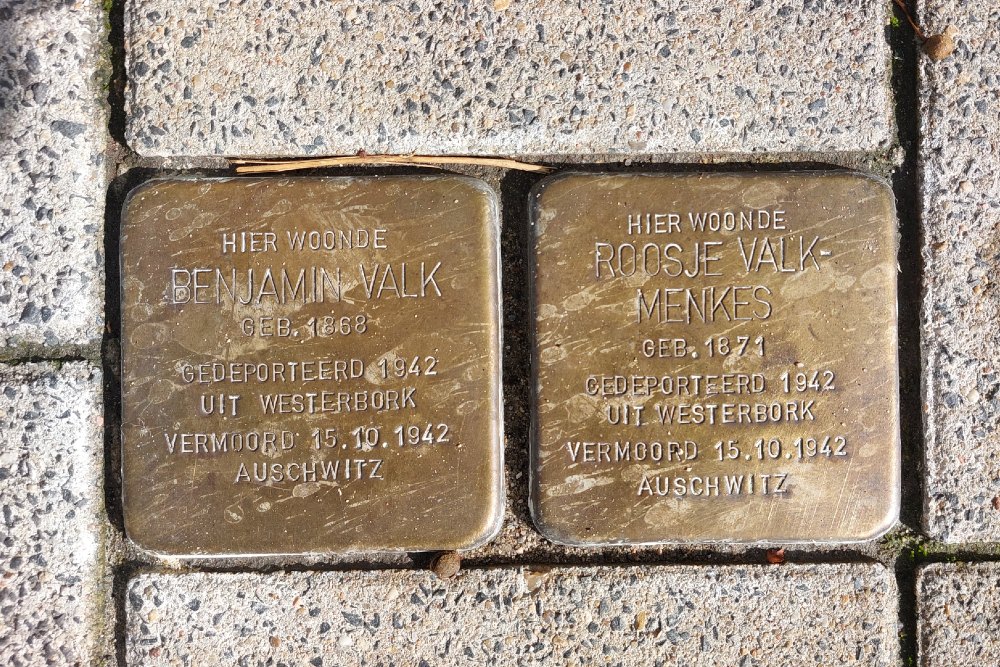 HIER WOONDE
BENJAMIN VALK
GEB. 1868
GEDEPORTEERD 1942
UIT WESTERBORK
VERMOORD 15.10.1942
AUSCHWITZ
HIER WOONDE
ROOSJE VALK-
MENKES
GEB. 1871
GEDEPORTEERD 1942
UIT WESTERBORK
VERMOORD 15.10.1942
AUSCHWITZ